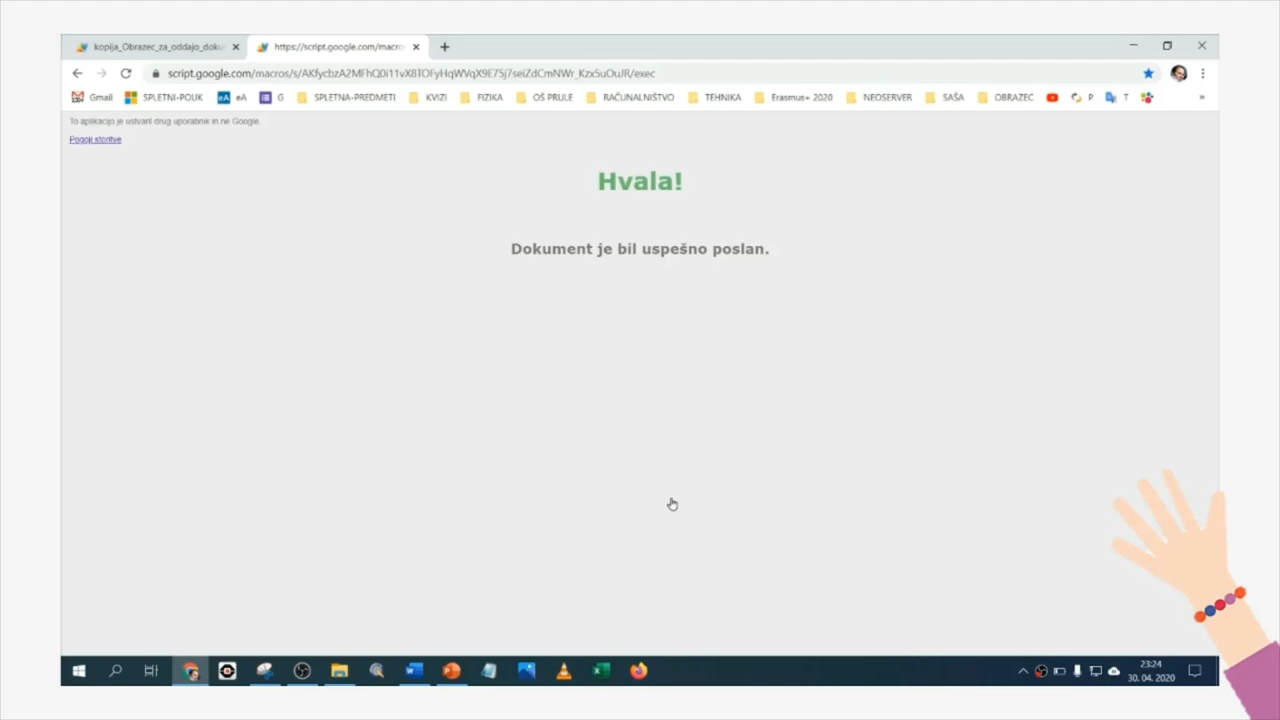 kopija_Obrazec_za_oddajo_doku
https://script.google.com/macro
script.google.com/macros/s/AKfycbzA2MFhQ0i11vX8TOFyHqWVqX9E75j7seiZdCmNWr_Kzx5uOuJR/exec
Gmail SPLETNI-POUK eA eA G SPLETNA-PREDMETI KVIZI FIZIKA OŠ PRULE RAČUNALNIŠTVO TEHNIKA Erasmus+ 2020 NEOSERVER SAŠA OBRAZEC P T »
To aplikacijo je ustvaril drug uporabnik in ne Google.
Pogoji storitve
Hvala!
Dokument je bil uspešno poslan.
23:24
30. 04. 2020